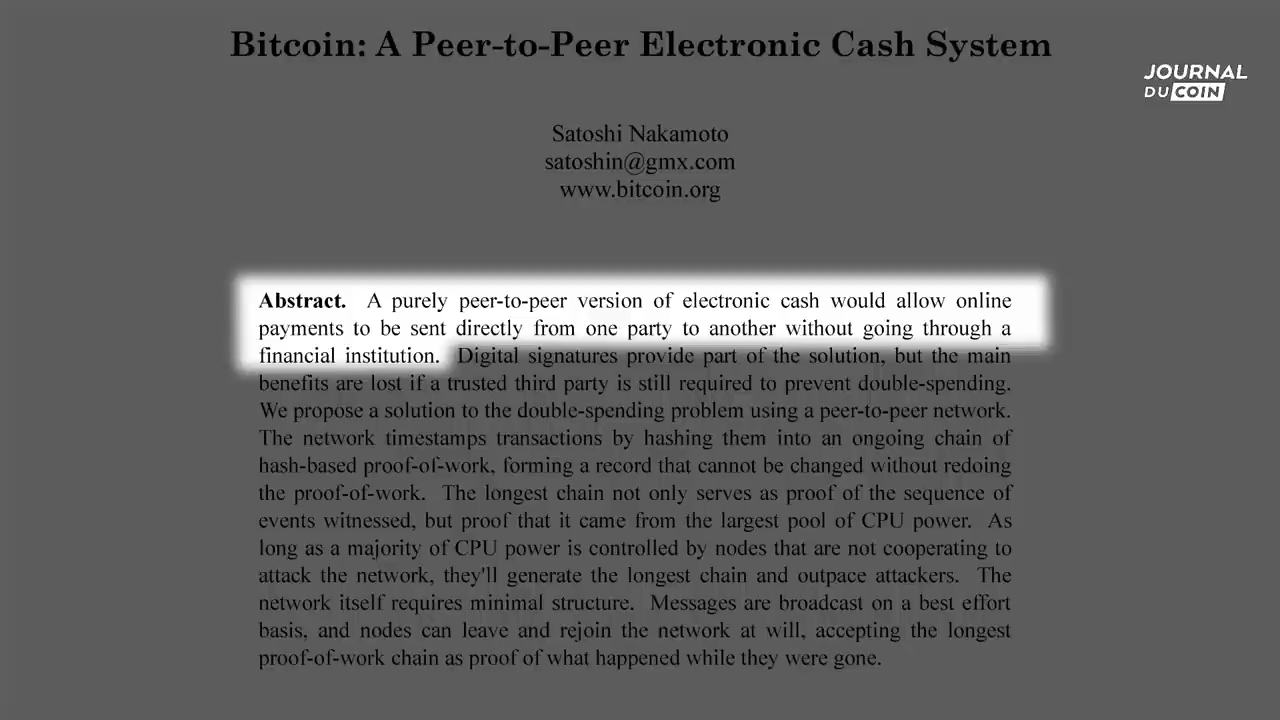 Bitcoin: A Peer-to-Peer Electronic Cash System
JOURNAL
DU COIN
Satoshi Nakamoto
satoshin@gmx.com
www.bitcoin.org
Abstract. A purely peer-to-peer version of electronic cash would allow online
payments to be sent directly from one party to another without going through a
financial institution. Digital signatures provide part of the solution, but the main
benefits are lost if a trusted third party is still required to prevent double-spending.
We propose a solution to the double-spending problem using a peer-to-peer network.
The network timestamps transactions by hashing them into an ongoing chain of
hash-based proof-of-work, forming a record that cannot be changed without redoing
the proof-of-work. The longest chain not only serves as proof of the sequence of
events witnessed, but proof that it came from the largest pool of CPU power. As
long as a majority of CPU power is controlled by nodes that are not cooperating to
attack the network, they'll generate the longest chain and outpace attackers. The
network itself requires minimal structure. Messages are broadcast on a best effort
basis, and nodes can leave and rejoin the network at will, accepting the longest
proof-of-work chain as proof of what happened while they were gone.